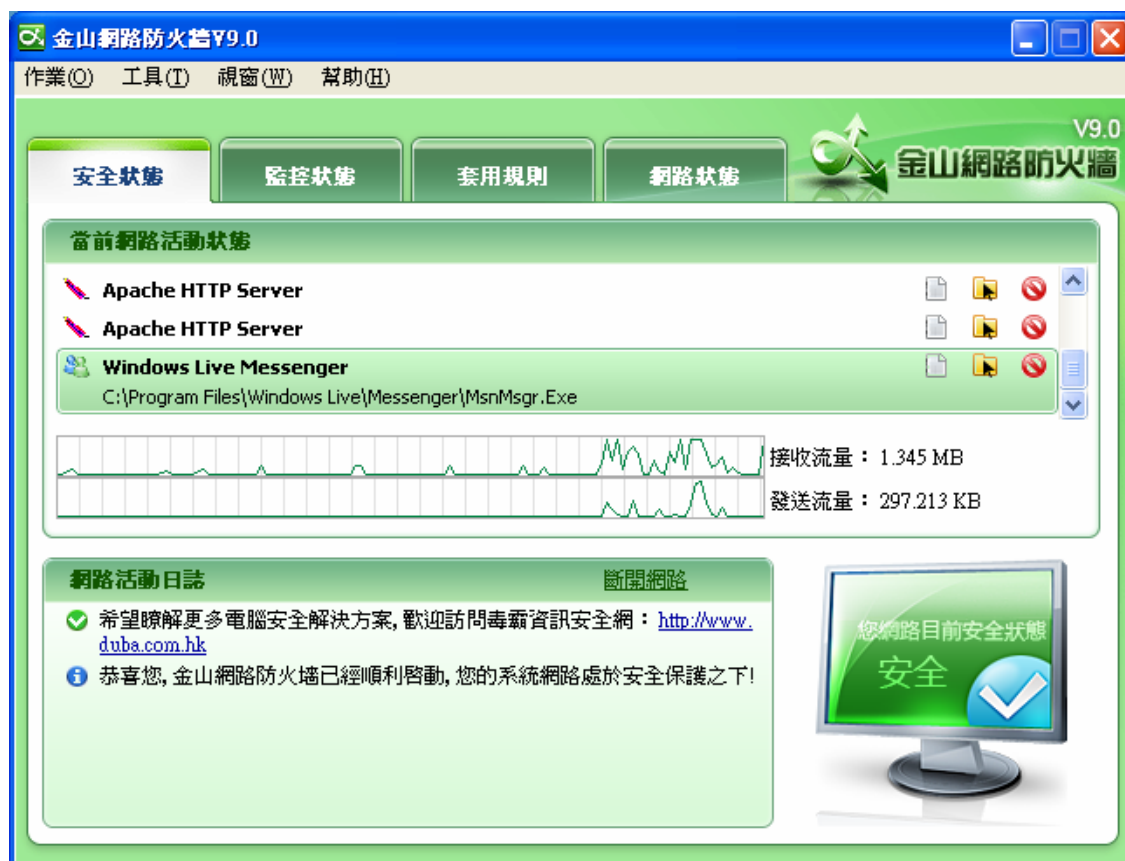 金山網路防火牆V9.0
作業(O) 工具(T) 視窗(W) 幫助(H)
V9.0
金山網路防火牆
安全狀態 監控狀態 套用規則 網路狀態
當前網路活動狀態
Apache HTTP Server
Apache HTTP Server
Windows Live Messenger
C:\Program Files\Windows Live\Messenger\MsnMsgr.Exe
接收流量： 1.345 MB
發送流量： 297.213 KB
網路活動日誌 斷開網路
希望瞭解更多電腦安全解決方案, 歡迎訪問毒霸資訊安全網： http://www.
duba.com.hk
恭喜您, 金山網路防火墻已經順利啓動, 您的系統網路處於安全保護之下!
您網路目前安全狀態
安全